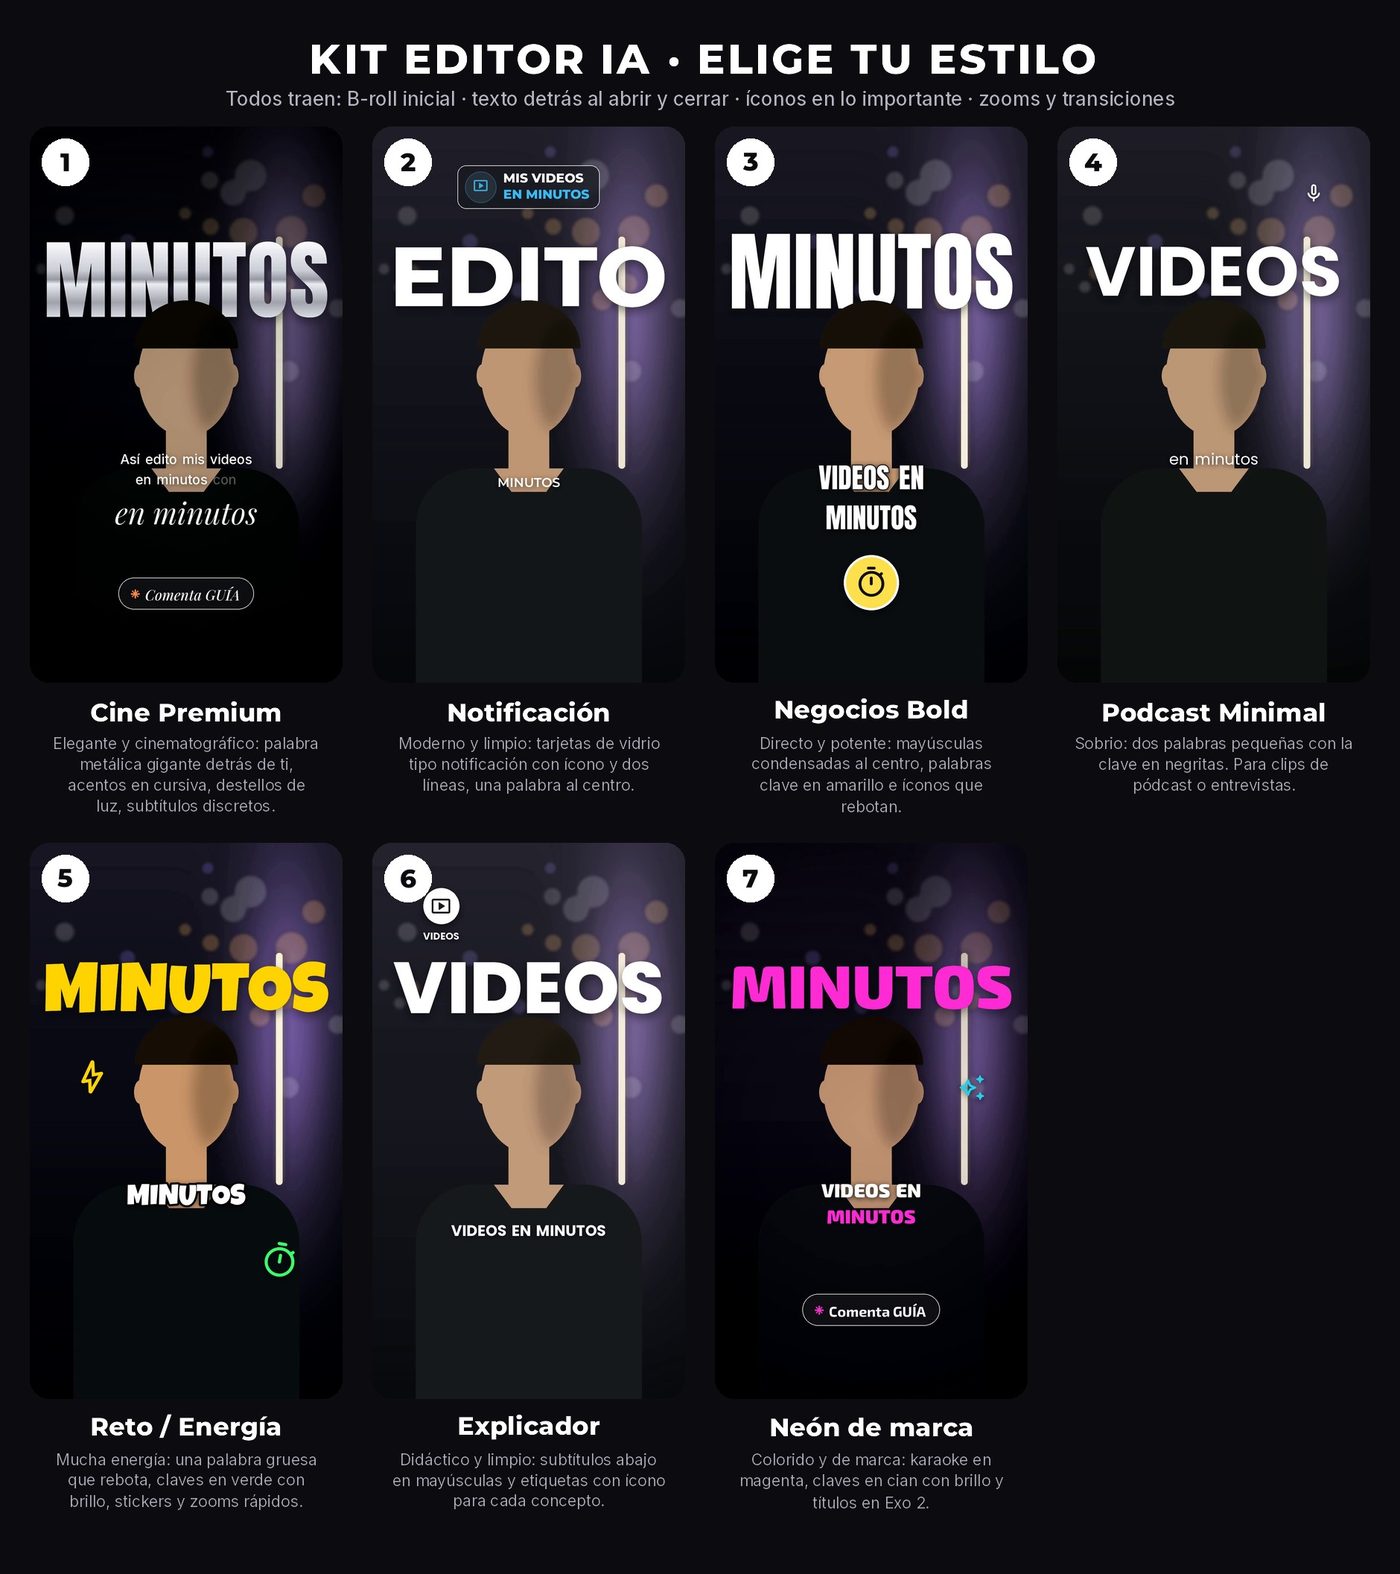 KIT EDITOR IA · ELIGE TU ESTILO
Todos traen: B-roll inicial · texto detrás al abrir y cerrar · íconos en lo importante · zooms y transiciones
1
MINUTOS
Así edito mis videos
en minutos con
en minutos
Comenta GUÍA
Cine Premium
Elegante y cinematográfico: palabra
metálica gigante detrás de ti,
acentos en cursiva, destellos de
luz, subtítulos discretos.
2
MIS VIDEOS
EN MINUTOS
EDITO
MINUTOS
Notificación
Moderno y limpio: tarjetas de vidrio
tipo notificación con ícono y dos
líneas, una palabra al centro.
3
MINUTOS
VIDEOS EN
MINUTOS
Negocios Bold
Directo y potente: mayúsculas
condensadas al centro, palabras
clave en amarillo e íconos que
rebotan.
4
VIDEOS
en minutos
Podcast Minimal
Sobrio: dos palabras pequeñas con la
clave en negritas. Para clips de
pódcast o entrevistas.
5
MINUTOS
MINUTOS
Reto / Energía
Mucha energía: una palabra gruesa
que rebota, claves en verde con
brillo, stickers y zooms rápidos.
6
VIDEOS
VIDEOS
VIDEOS EN MINUTOS
Explicador
Didáctico y limpio: subtítulos abajo
en mayúsculas y etiquetas con ícono
para cada concepto.
7
MINUTOS
VIDEOS EN
MINUTOS
Comenta GUÍA
Neón de marca
Colorido y de marca: karaoke en
magenta, claves en cian con brillo y
títulos en Exo 2.